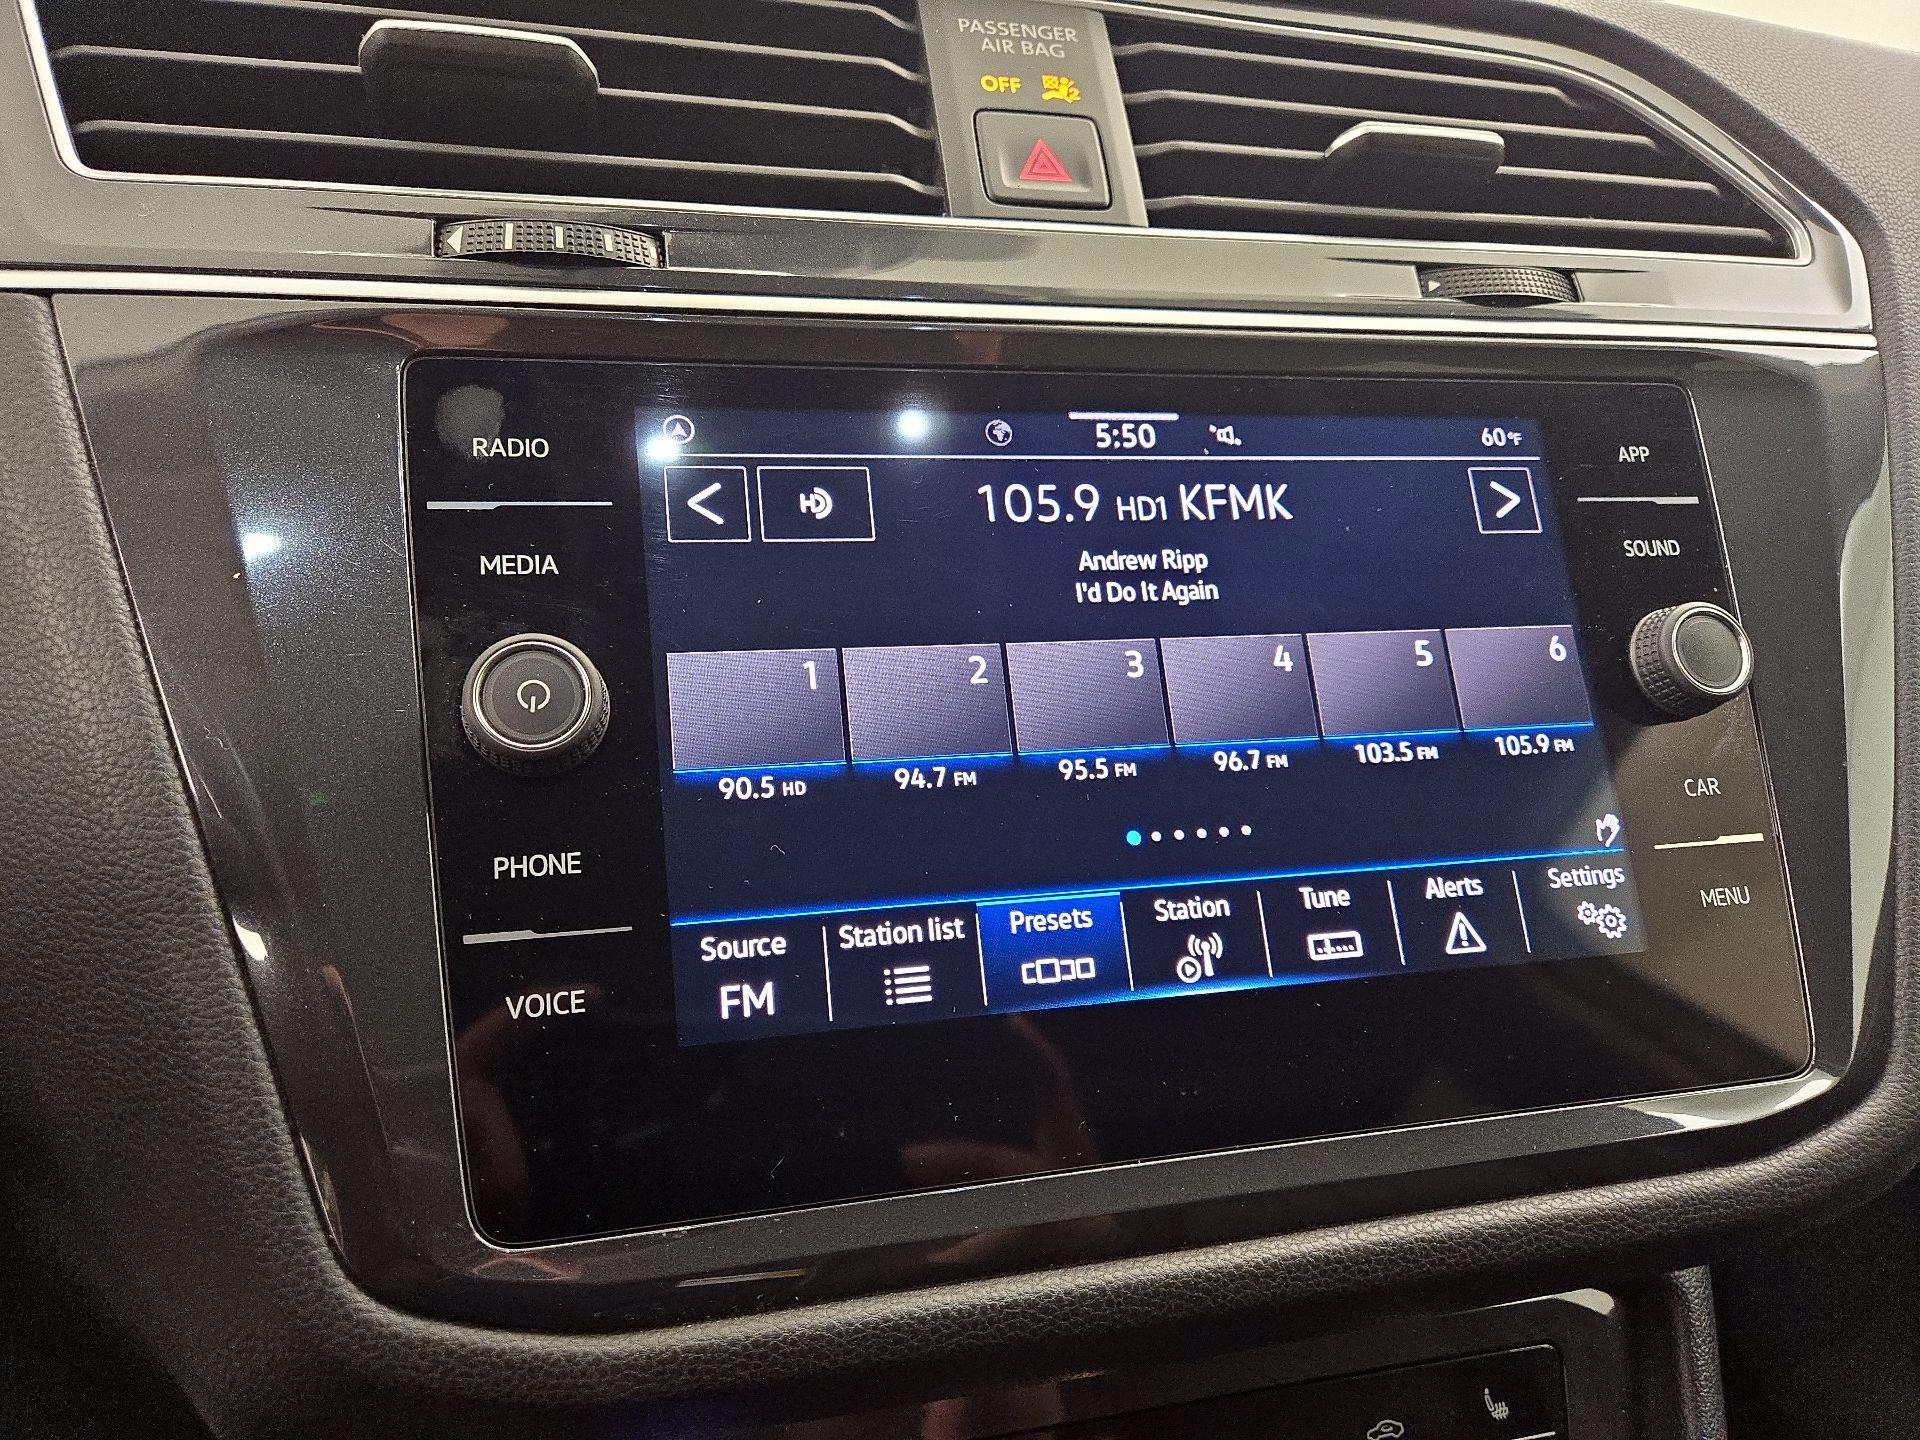 PASSENGER
AIR BAG
OFF
RADIO
MEDIA
PHONE
VOICE
5:50
60°F
HD
105.9 HD1 KFMK
Andrew Ripp
I'd Do It Again
1 2 3 4 5 6
90.5 HD 94.7 FM 95.5 FM 96.7 FM 103.5 FM 105.9 FM
Source Station list Presets Station Tune Alerts Settings
FM
APP
SOUND
CAR
MENU